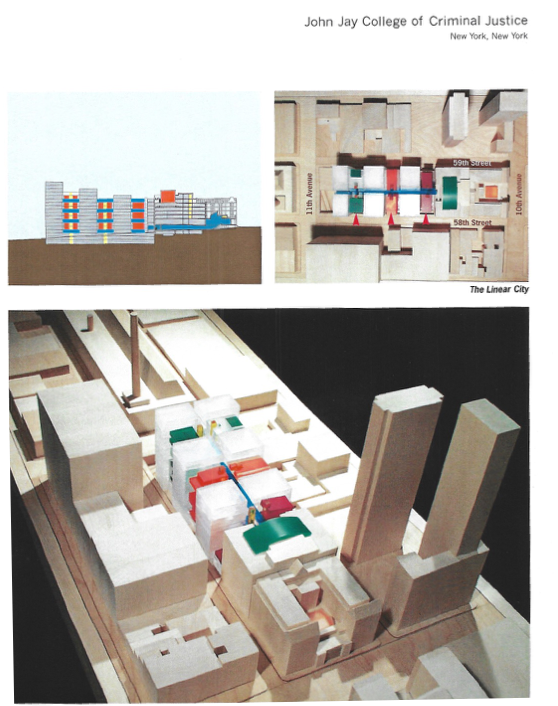 John Jay College of Criminal Justice
New York, New York
59th Street
11th Avenue
10th Avenue
58th Street
The Linear City